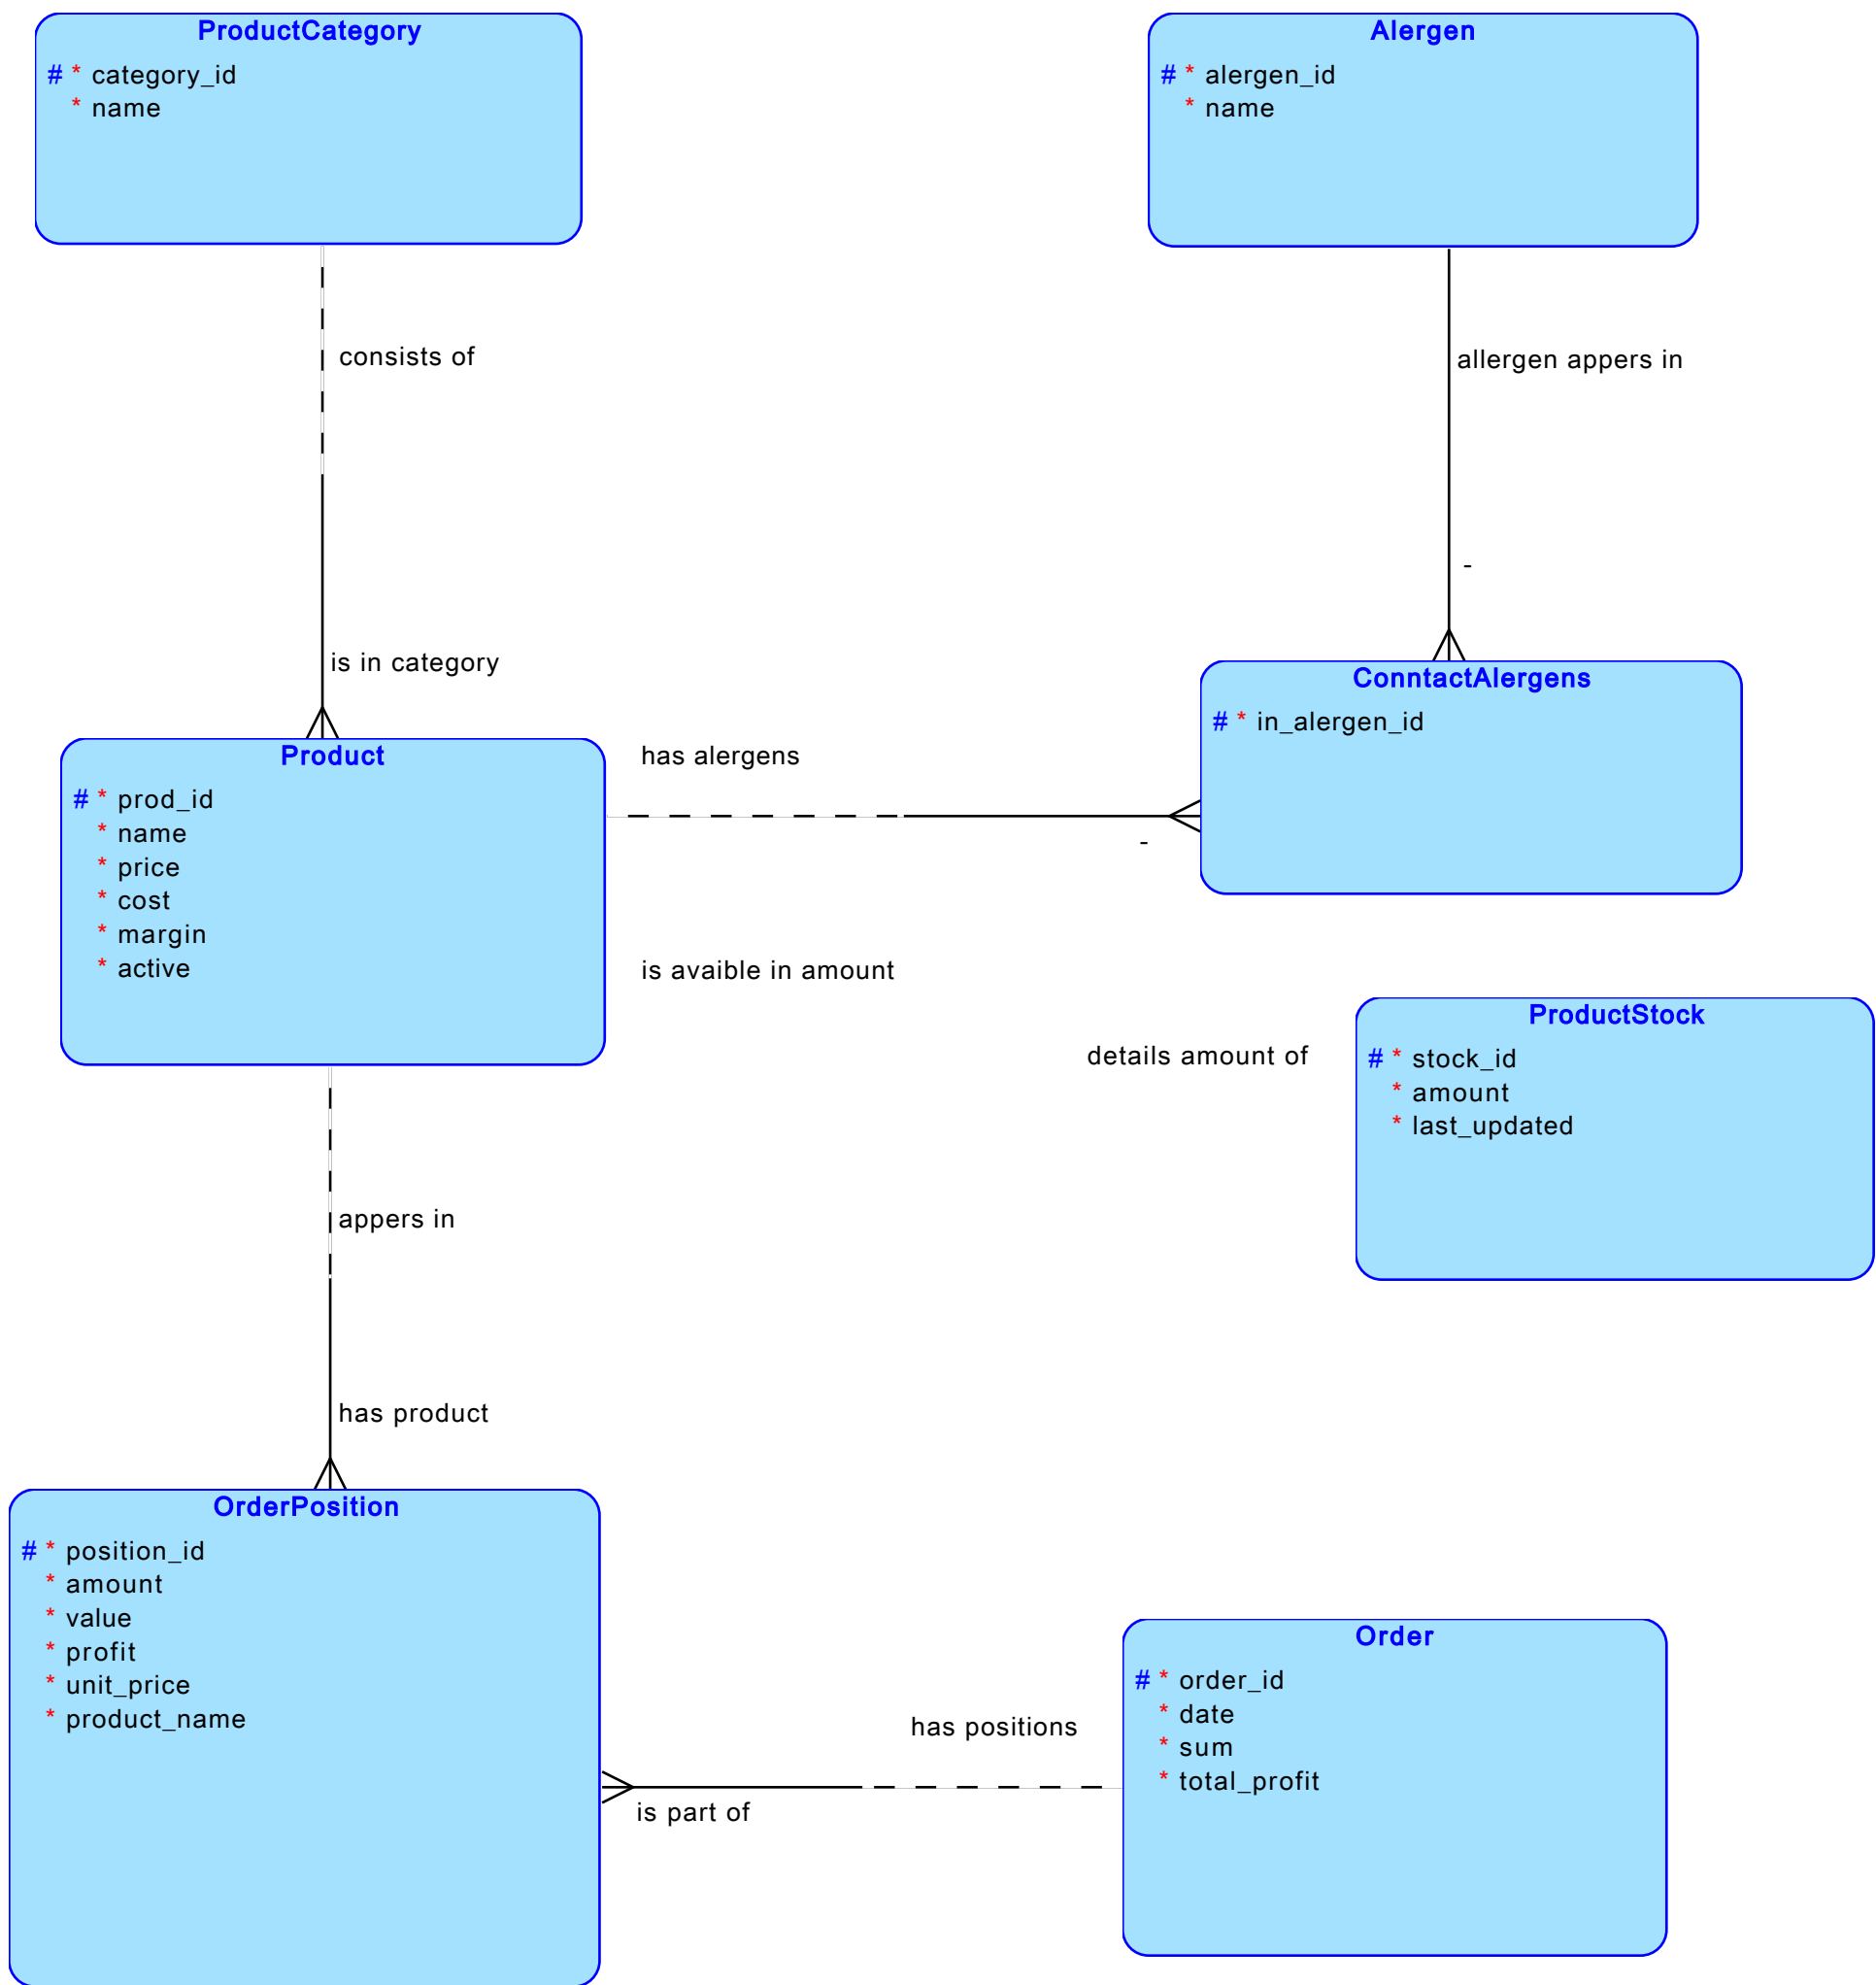 ProductCategory
# * category_id
* name
Alergen
# * alergen_id
* name
consists of
allergen appers in
-
is in category
ConntactAlergens
# * in_alergen_id
Product
# * prod_id
* name
* price
* cost
* margin
* active
has alergens
-
is avaible in amount
details amount of
ProductStock
# * stock_id
* amount
* last_updated
appers in
has product
OrderPosition
# * position_id
* amount
* value
* profit
* unit_price
* product_name
Order
# * order_id
* date
* sum
* total_profit
has positions
is part of